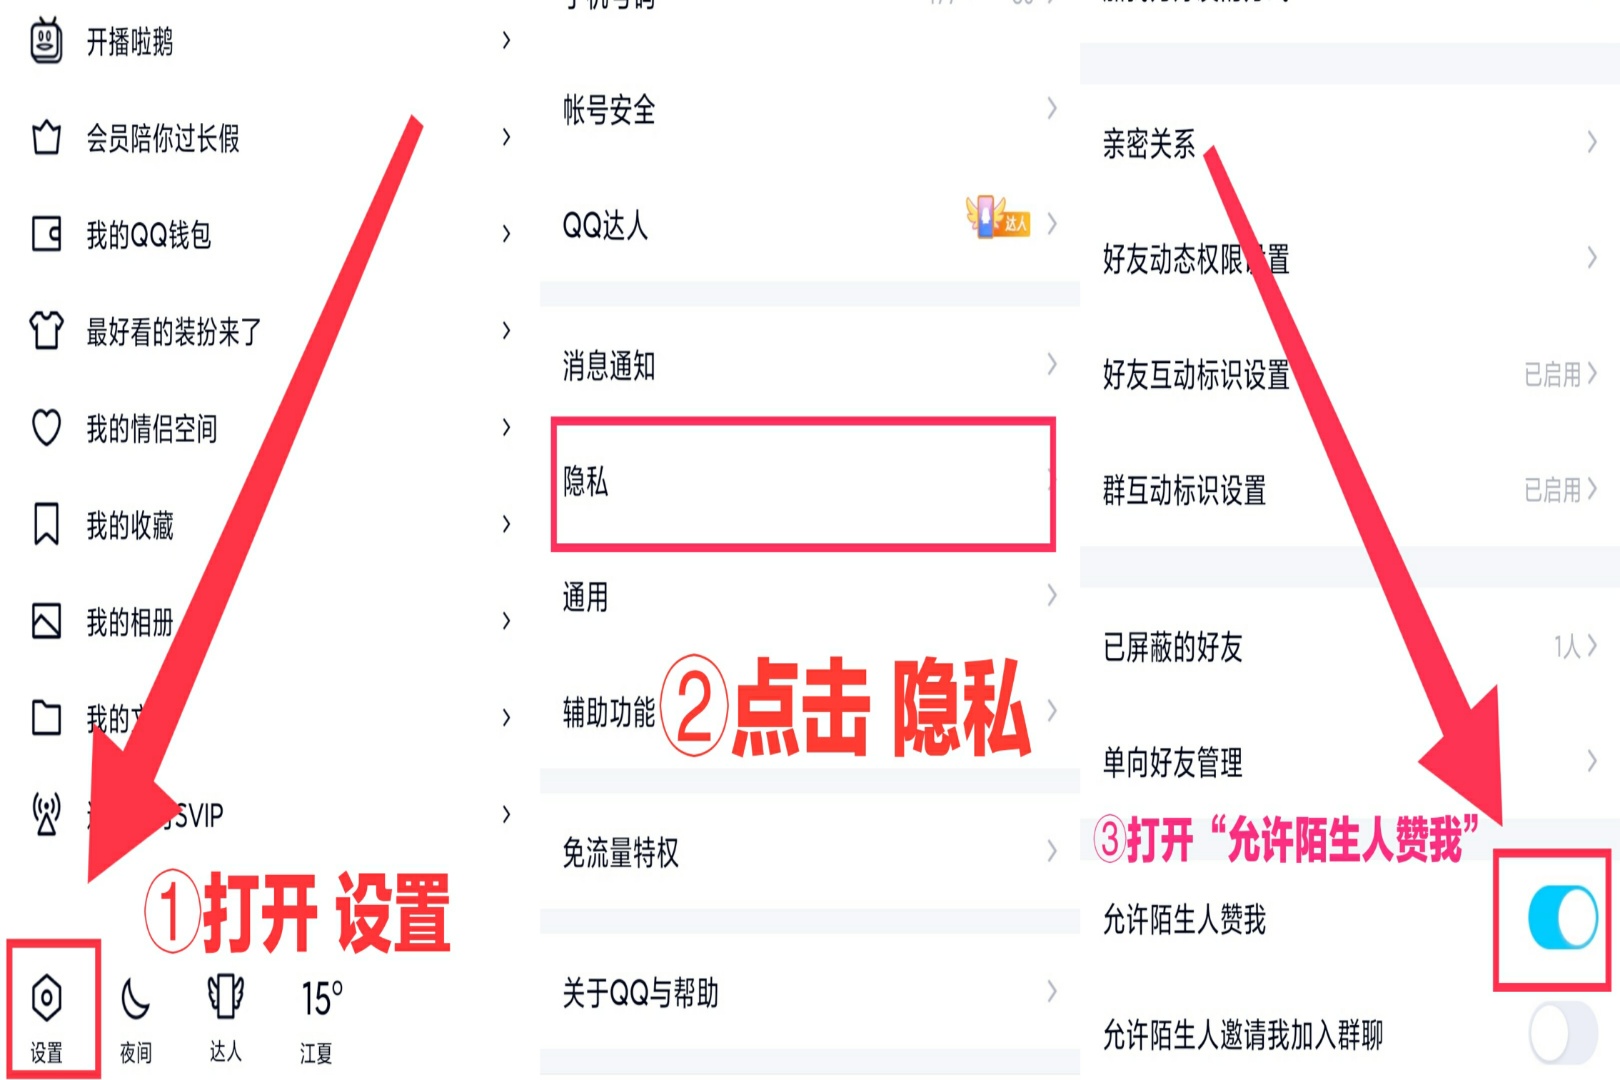 开播啦鹅
会员陪你过长假
我的QQ钱包
最好看的装扮来了
我的情侣空间
我的收藏
我的相册
我的
SVIP
①打开 设置
设置
夜间
达人
15°
江夏
手机号码
帐号安全
QQ达人
达人
消息通知
隐私
通用
辅助功能
②点击 隐私
免流量特权
关于QQ与帮助
亲密关系
好友动态权限设置
好友互动标识设置
已启用
群互动标识设置
已启用
已屏蔽的好友
1人
单向好友管理
③打开“允许陌生人赞我”
允许陌生人赞我
允许陌生人邀请我加入群聊